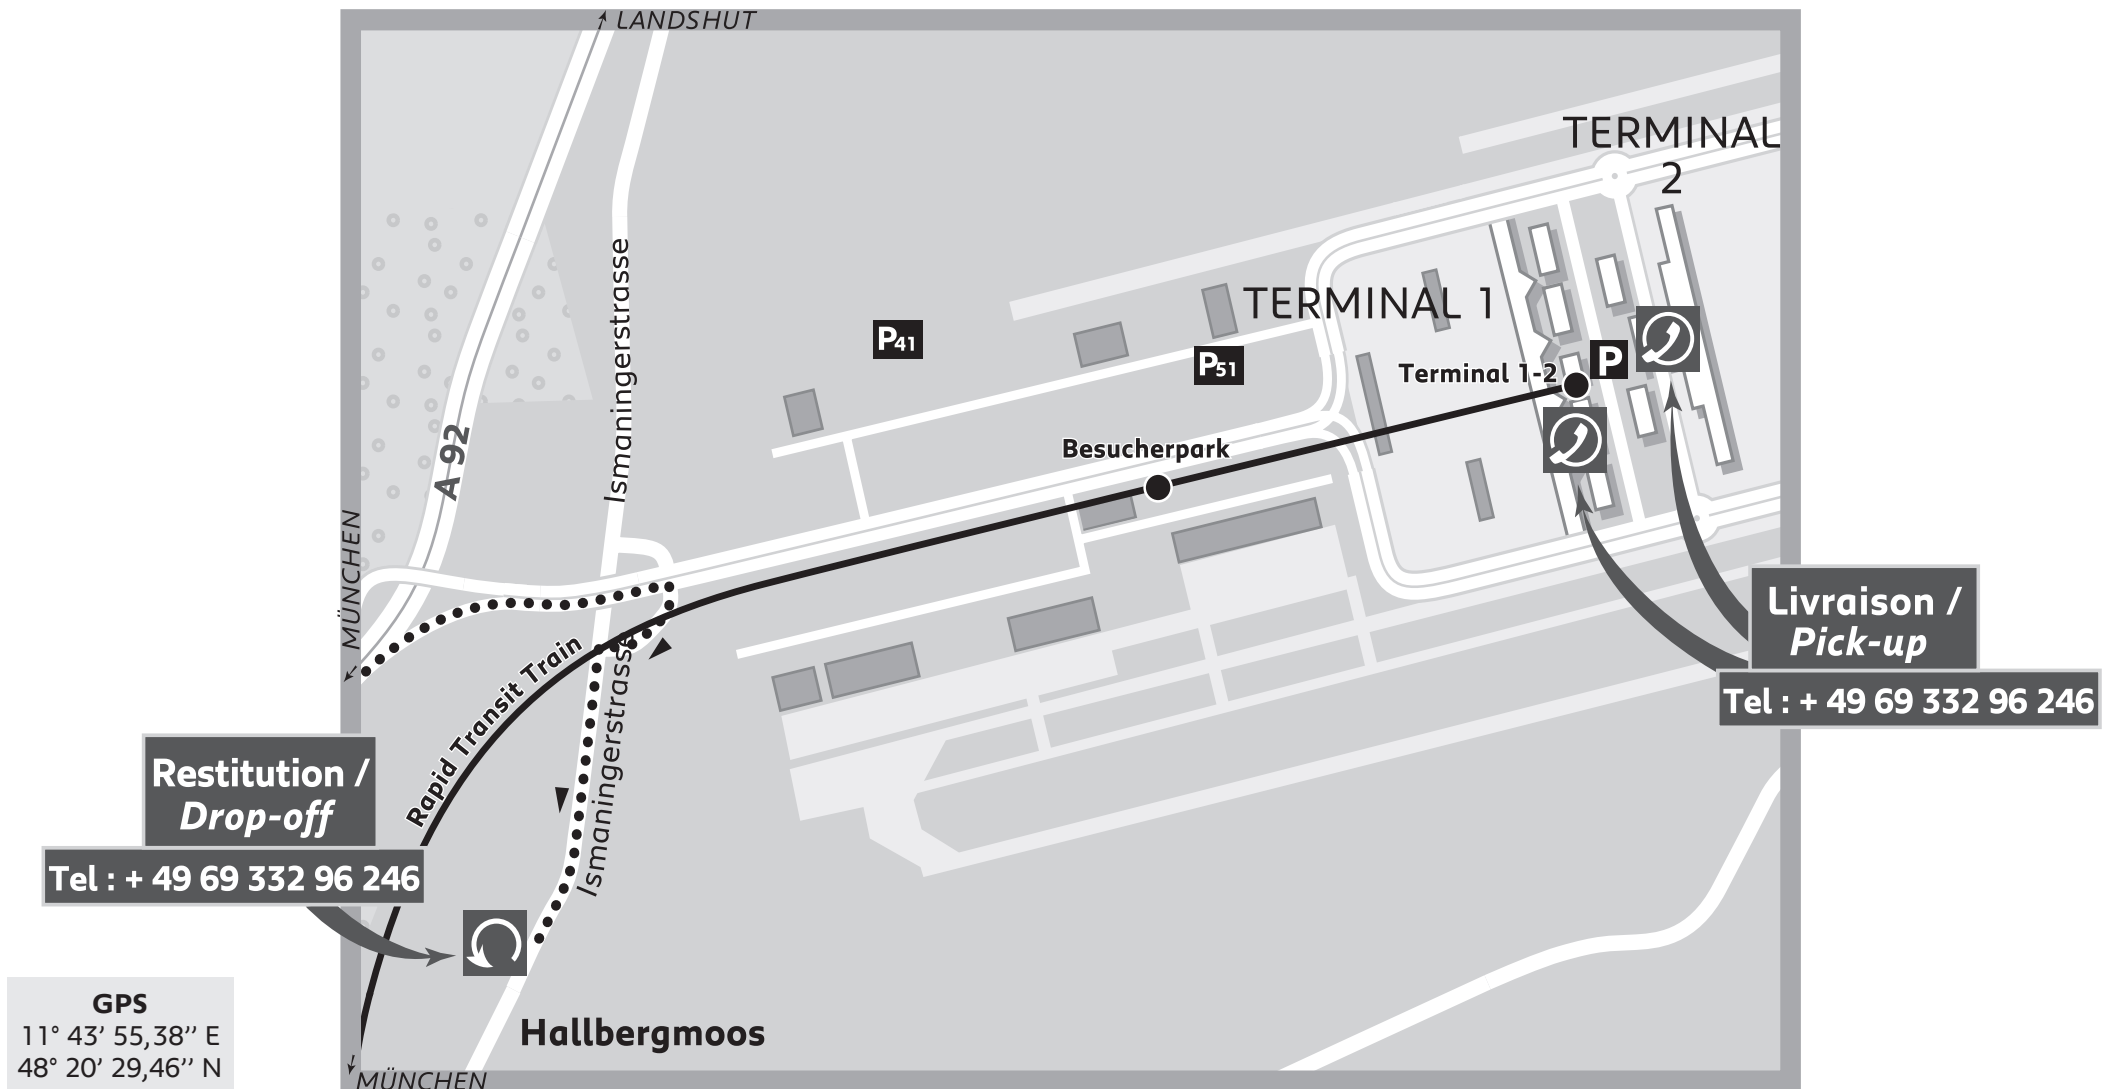 LANDSHUT
TERMINAL
2
Ismaningerstrasse
TERMINAL 1
P41
P51
Terminal 1-2
P
A 92
Besucherpark
MÜNCHEN
Livraison /
Pick-up
Tel : + 49 69 332 96 246
Rapid Transit Train
Ismaningerstrasse
Restitution /
Drop-off
Tel : + 49 69 332 96 246
GPS
11° 43’ 55,38’’ E
48° 20’ 29,46’’ N
Hallbergmoos
MÜNCHEN